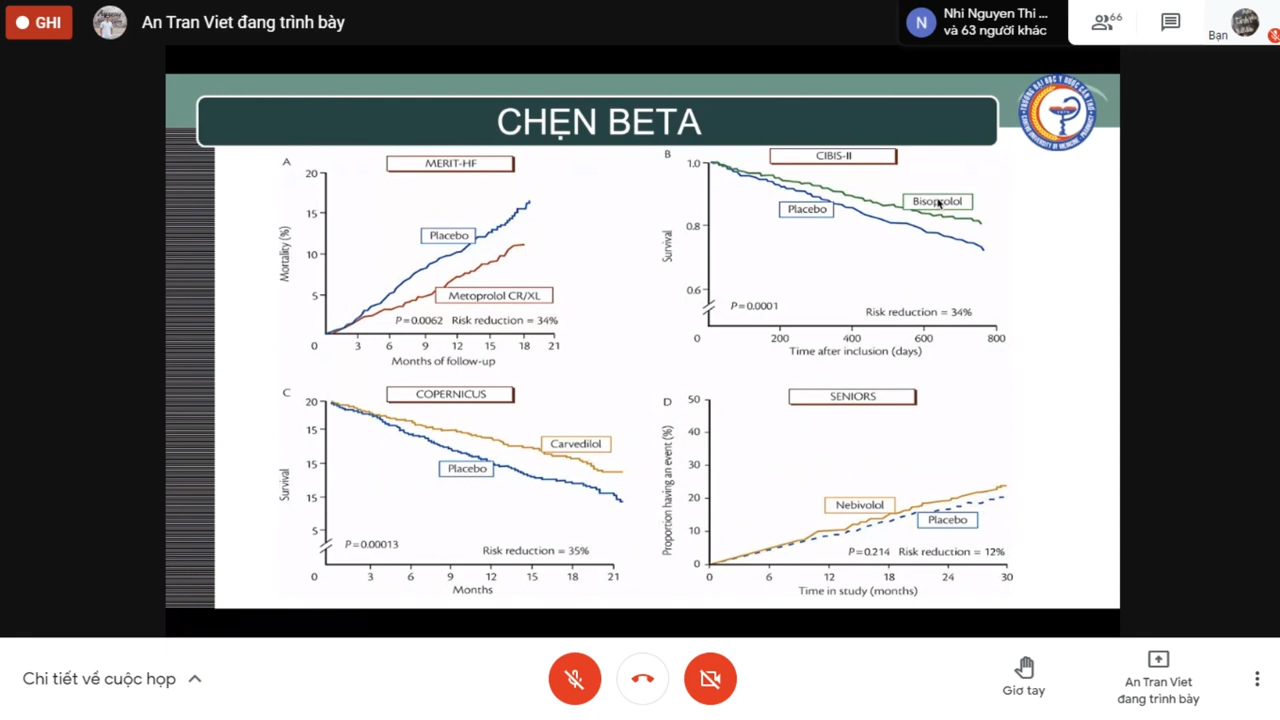 GHI
An Tran Viet đang trình bày
N
Nhi Nguyen Thi ...
và 63 người khác
66
Bạn
CHẸN BETA
TRƯỜNG ĐẠI HỌC Y DƯỢC CẦN THƠ
A
MERIT-HF
20
15
10
5
0
Mortality (%)
Placebo
Metoprolol CR/XL
P=0.0062 Risk reduction = 34%
3 6 9 12 15 18 21
Months of follow-up
B
CIBIS-II
1.0
0.8
0.6
0
Survival
Bisoprolol
Placebo
P=0.0001
Risk reduction = 34%
200 400 600 800
Time after inclusion (days)
C
COPERNICUS
20
15
15
15
5
0
Survival
Carvedilol
Placebo
P=0.00013
Risk reduction = 35%
3 6 9 12 15 18 21
Months
D
SENIORS
50
40
30
20
10
0
Proportion having an event (%)
Nebivolol
Placebo
P=0.214 Risk reduction = 12%
0 6 12 18 24 30
Time in study (months)
Chi tiết về cuộc họp
Giơ tay
An Tran Viet
đang trình bày